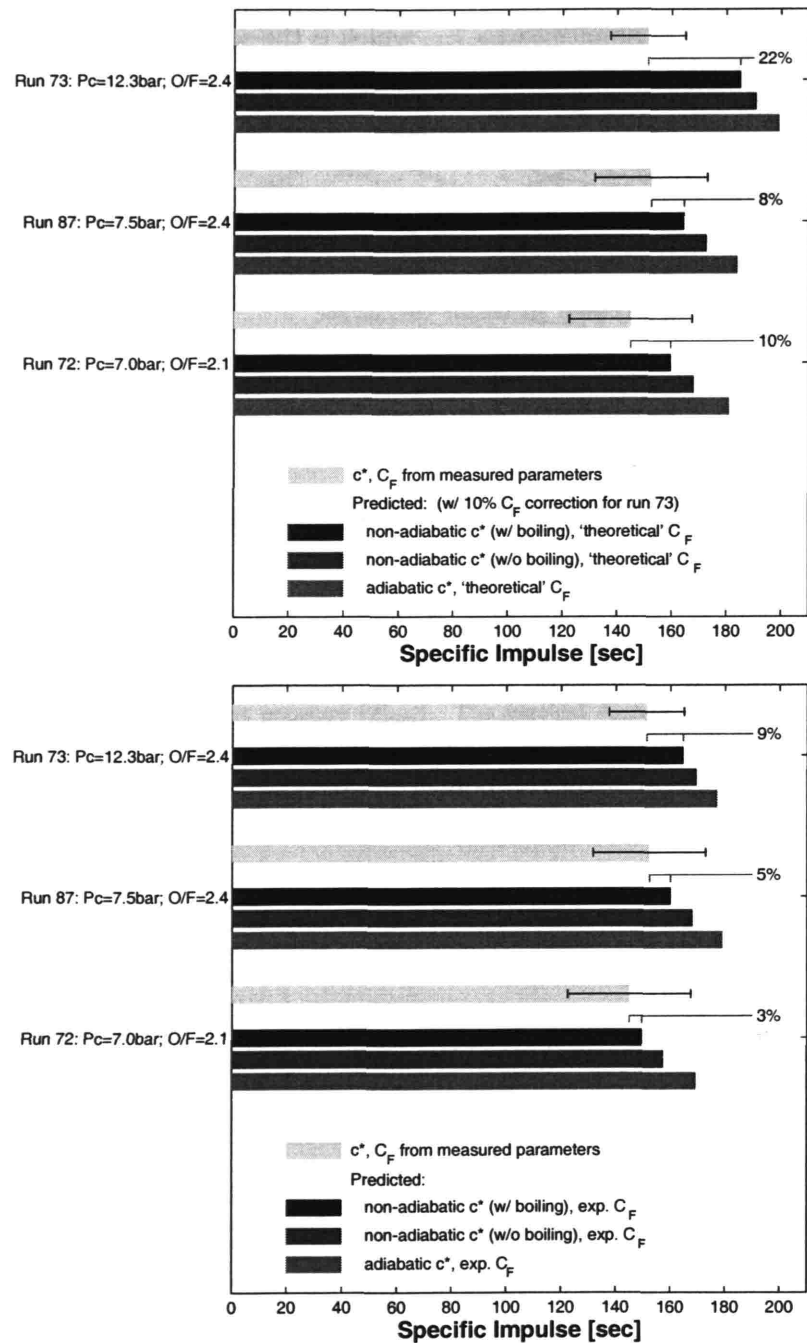 22%
Run 73: Pc=12.3bar; O/F=2.4
8%
Run 87: Pc=7.5bar; O/F=2.4
10%
Run 72: Pc=7.0bar; O/F=2.1
c*, CF from measured parameters
Predicted: (w/ 10% CF correction for run 73)
non-adiabatic c* (w/ boiling), 'theoretical' CF
non-adiabatic c* (w/o boiling), 'theoretical' CF
adiabatic c*, 'theoretical' CF
0 20 40 60 80 100 120 140 160 180 200
Specific Impulse [sec]
9%
Run 73: Pc=12.3bar; O/F=2.4
5%
Run 87: Pc=7.5bar; O/F=2.4
3%
Run 72: Pc=7.0bar; O/F=2.1
c*, CF from measured parameters
Predicted:
non-adiabatic c* (w/ boiling), exp. CF
non-adiabatic c* (w/o boiling), exp. CF
adiabatic c*, exp. CF
0 20 40 60 80 100 120 140 160 180 200
Specific Impulse [sec]